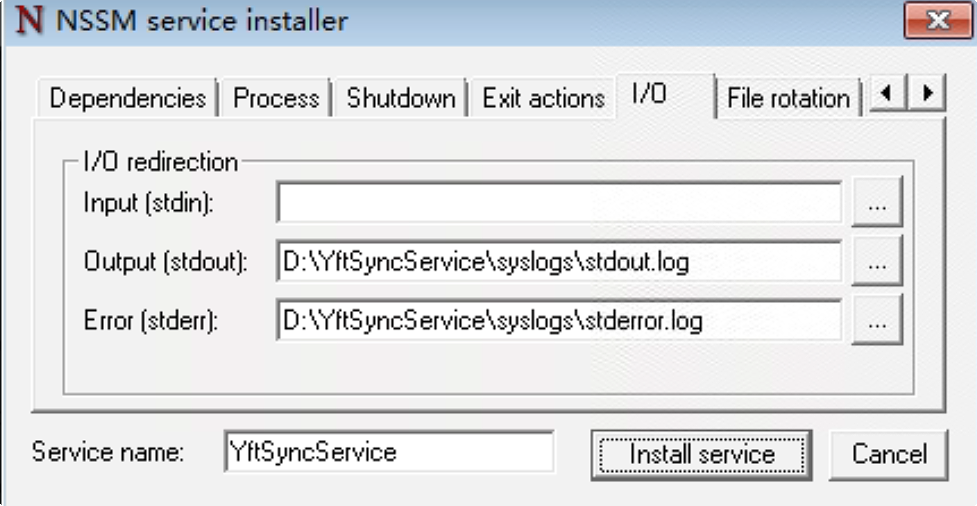 N NSSM service installer
Dependencies Process Shutdown Exit actions I/O File rotation
I/O redirection
Input (stdin): ...
Output (stdout): D:\YftSyncService\syslogs\stdout.log ...
Error (stderr): D:\YftSyncService\syslogs\stderror.log ...
Service name: YftSyncService Install service Cancel